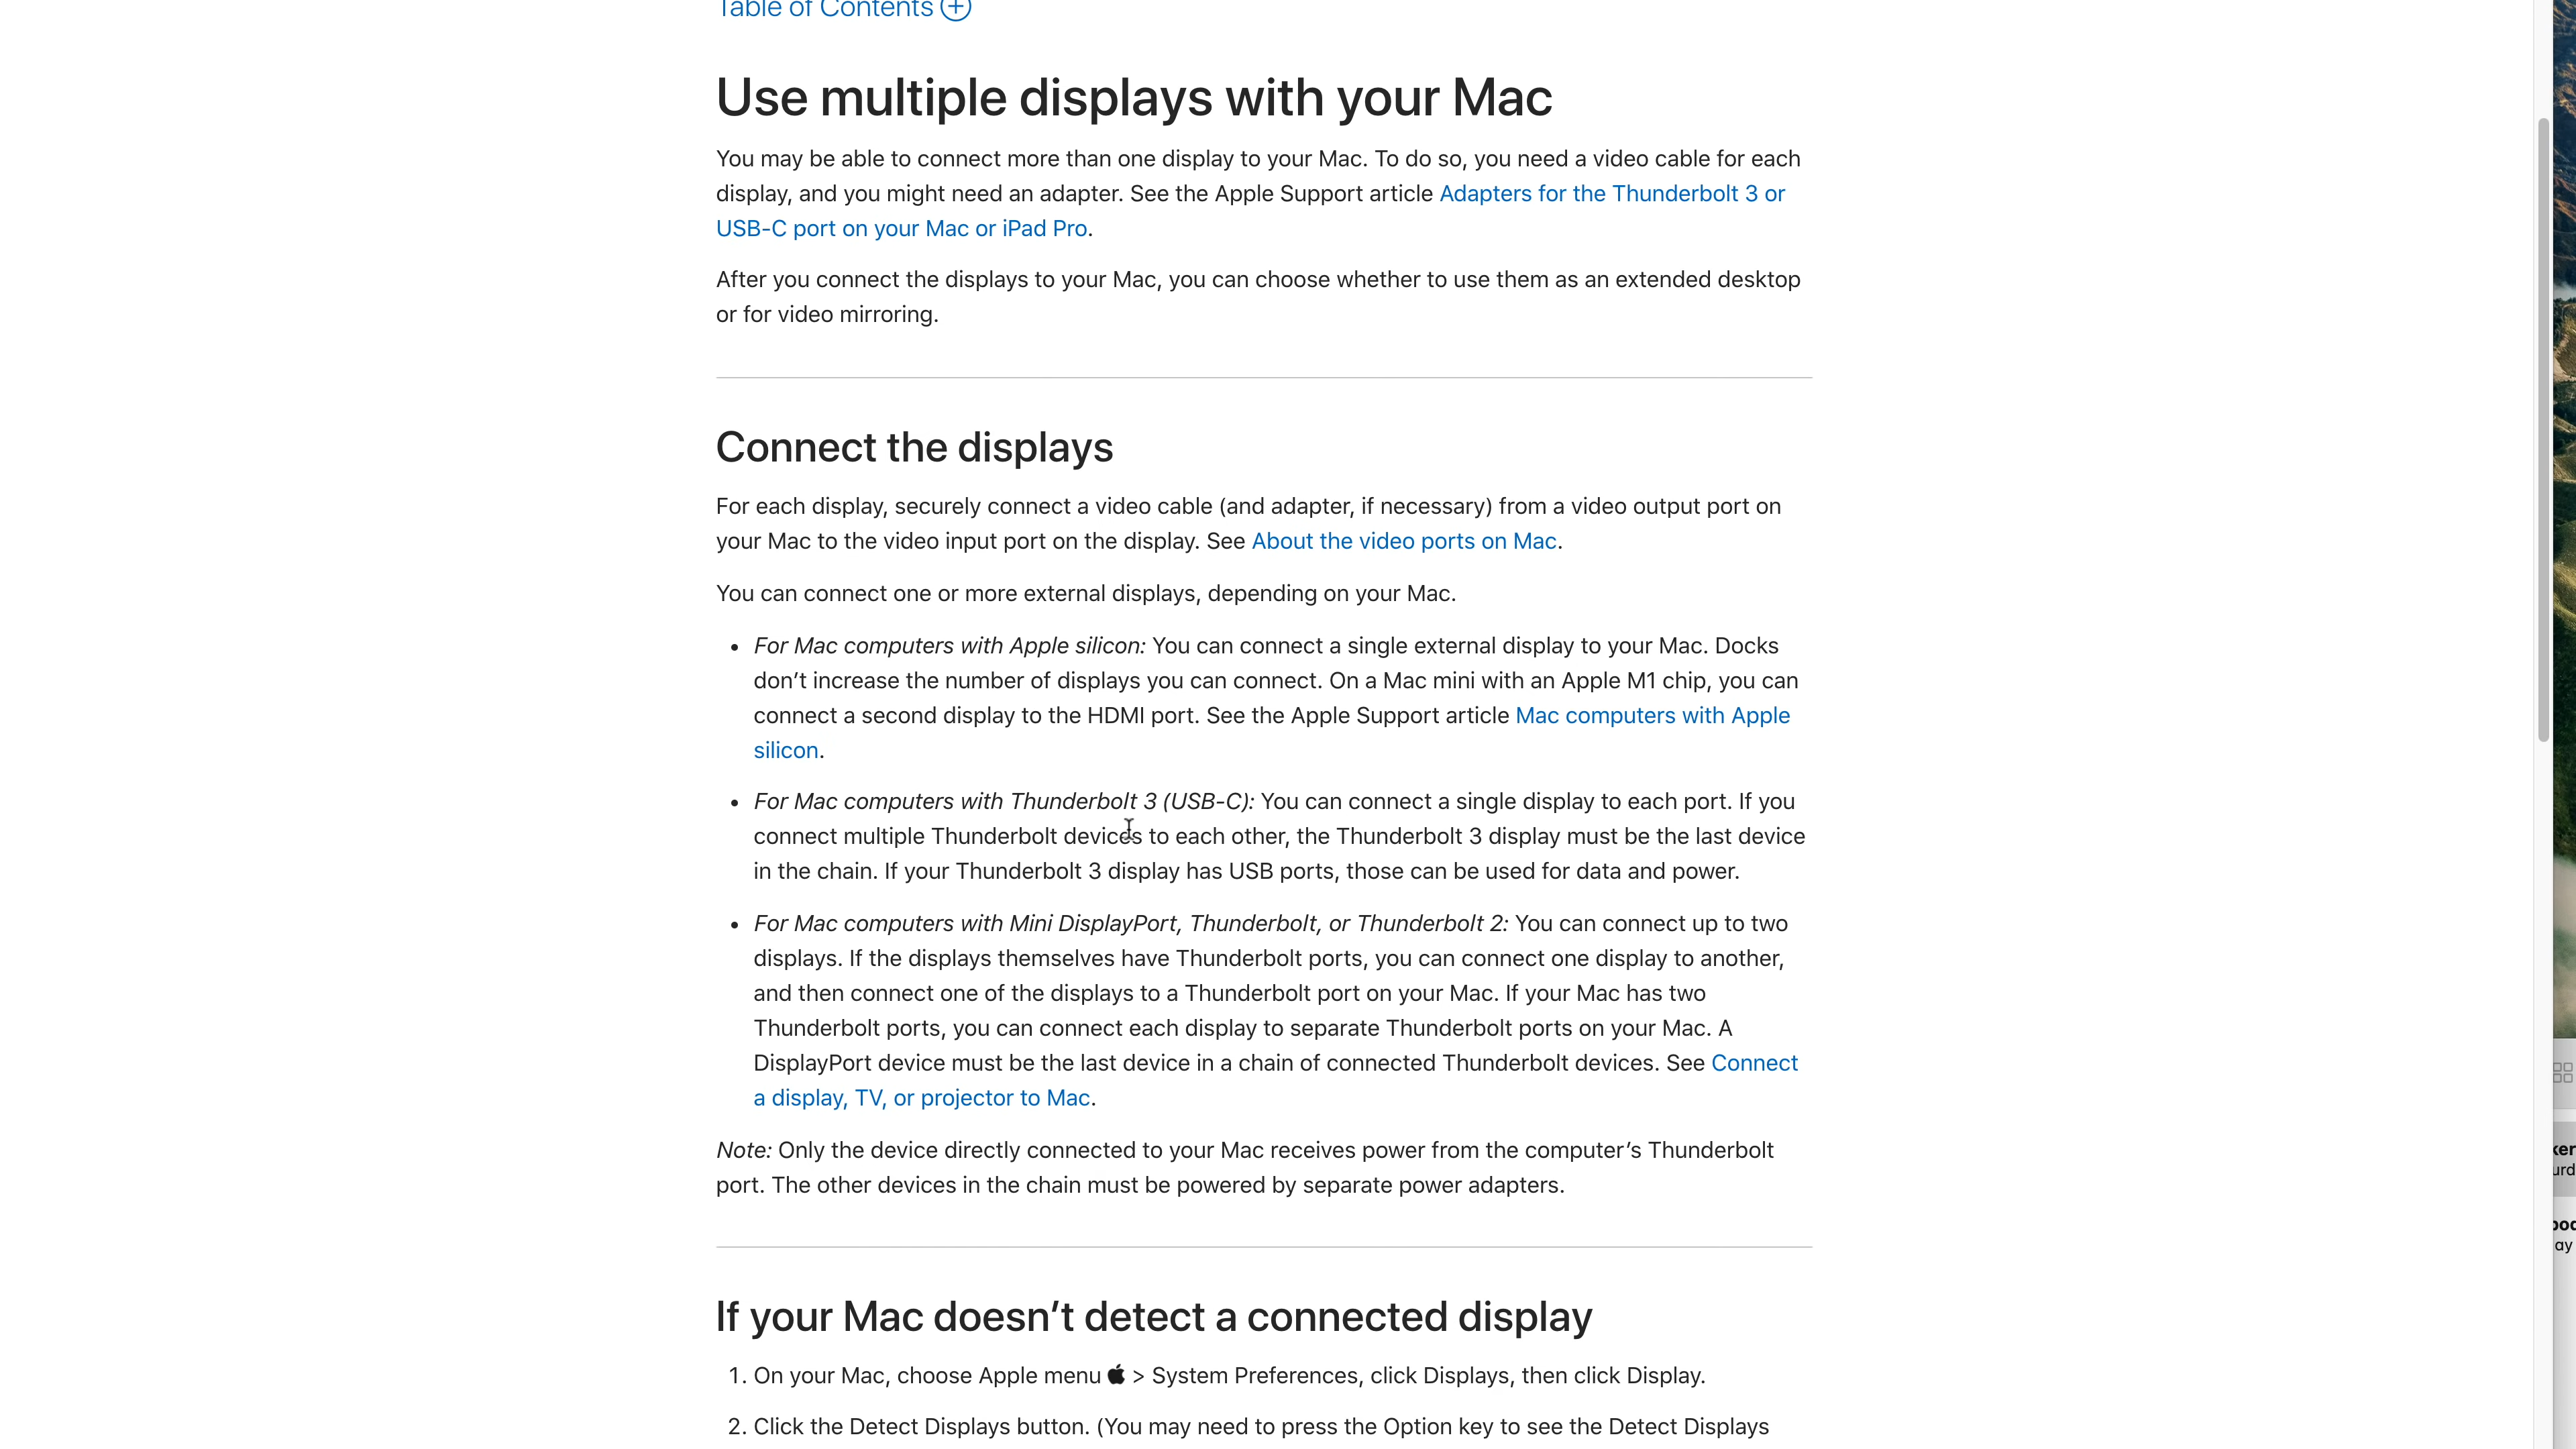 Table of Contents
Use multiple displays with your Mac
You may be able to connect more than one display to your Mac. To do so, you need a video cable for each
display, and you might need an adapter. See the Apple Support article Adapters for the Thunderbolt 3 or
USB-C port on your Mac or iPad Pro.
After you connect the displays to your Mac, you can choose whether to use them as an extended desktop
or for video mirroring.
Connect the displays
For each display, securely connect a video cable (and adapter, if necessary) from a video output port on
your Mac to the video input port on the display. See About the video ports on Mac.
You can connect one or more external displays, depending on your Mac.
• For Mac computers with Apple silicon: You can connect a single external display to your Mac. Docks
don’t increase the number of displays you can connect. On a Mac mini with an Apple M1 chip, you can
connect a second display to the HDMI port. See the Apple Support article Mac computers with Apple
silicon.
• For Mac computers with Thunderbolt 3 (USB-C): You can connect a single display to each port. If you
connect multiple Thunderbolt devices to each other, the Thunderbolt 3 display must be the last device
in the chain. If your Thunderbolt 3 display has USB ports, those can be used for data and power.
• For Mac computers with Mini DisplayPort, Thunderbolt, or Thunderbolt 2: You can connect up to two
displays. If the displays themselves have Thunderbolt ports, you can connect one display to another,
and then connect one of the displays to a Thunderbolt port on your Mac. If your Mac has two
Thunderbolt ports, you can connect each display to separate Thunderbolt ports on your Mac. A
DisplayPort device must be the last device in a chain of connected Thunderbolt devices. See Connect
a display, TV, or projector to Mac.
Note: Only the device directly connected to your Mac receives power from the computer’s Thunderbolt
port. The other devices in the chain must be powered by separate power adapters.
If your Mac doesn’t detect a connected display
1. On your Mac, choose Apple menu > System Preferences, click Displays, then click Display.
2. Click the Detect Displays button. (You may need to press the Option key to see the Detect Displays